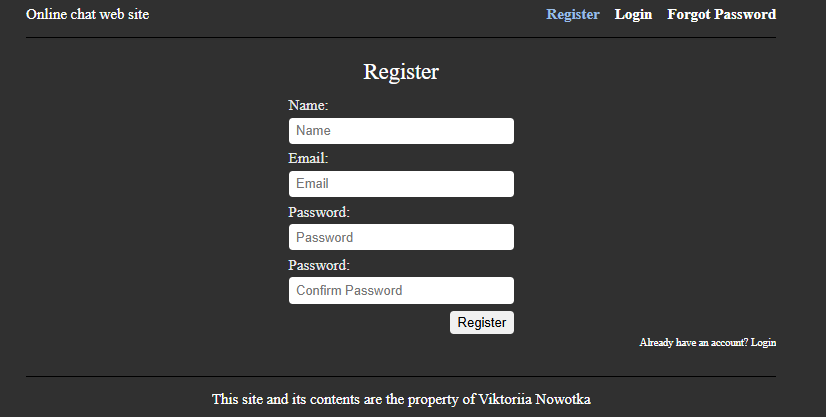 Online chat web site Register Login Forgot Password
Register
Name:
Name
Email:
Email
Password:
Password
Password:
Confirm Password
Register
Already have an account? Login
This site and its contents are the property of Viktoriia Nowotka